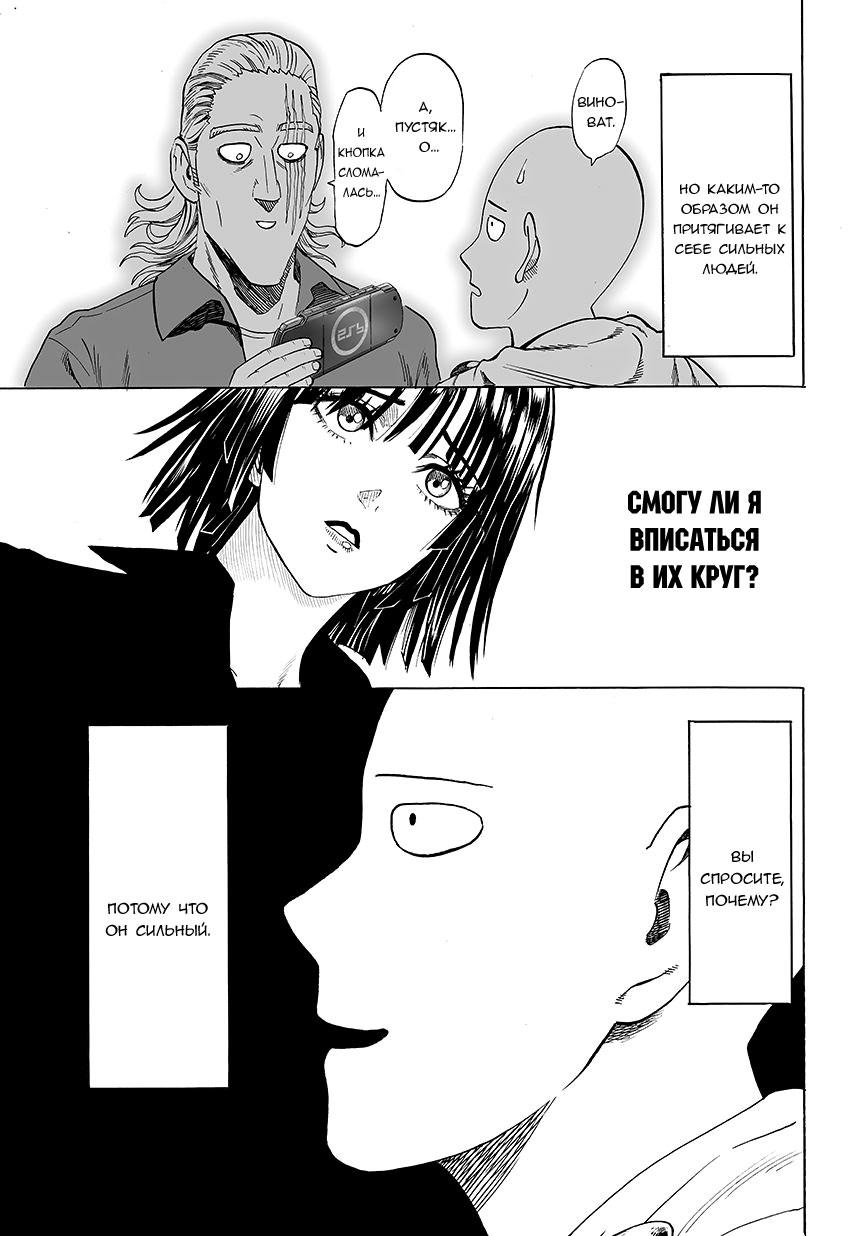 НО КАКИМ-ТО
ОБРАЗОМ ОН
ПРИТЯГИВАЕТ К
СЕБЕ СИЛЬНЫХ
ЛЮДЕЙ.
ВИНО-
ВАТ.
А,
ПУСТЯК...
О...
И
КНОПКА
СЛОМА-
ЛАСЬ...
СМОГУ ЛИ Я
ВПИСАТЬСЯ
В ИХ КРУГ?
ВЫ
СПРОСИТЕ,
ПОЧЕМУ?
ПОТОМУ ЧТО
ОН СИЛЬНЫЙ.